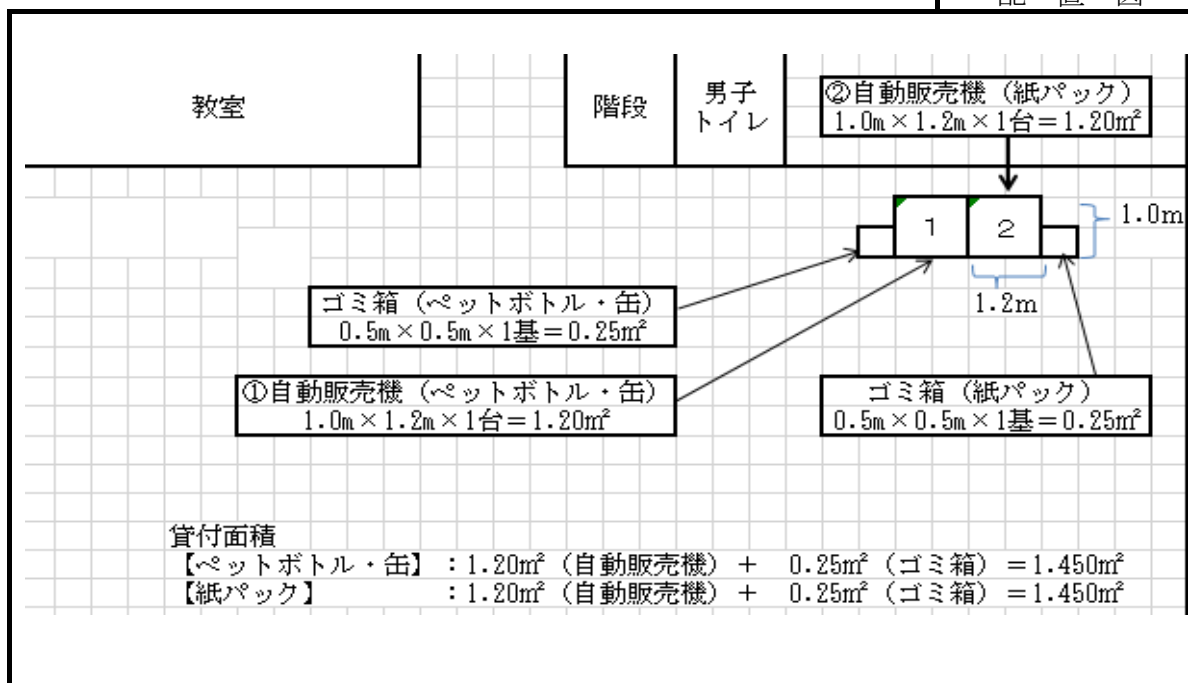 配 置 図
教室
階段
男子
トイレ
②自動販売機（紙パック）
1.0m×1.2m×1台＝1.20㎡
1
2
1.0m
1.2m
ゴミ箱（ペットボトル・缶）
0.5m×0.5m×1基＝0.25㎡
①自動販売機（ペットボトル・缶）
1.0m×1.2m×1台＝1.20㎡
ゴミ箱（紙パック）
0.5m×0.5m×1基＝0.25㎡
貸付面積
【ペットボトル・缶】：1.20㎡（自動販売機）＋ 0.25㎡（ゴミ箱）＝1.450㎡
【紙パック】 ：1.20㎡（自動販売機）＋ 0.25㎡（ゴミ箱）＝1.450㎡